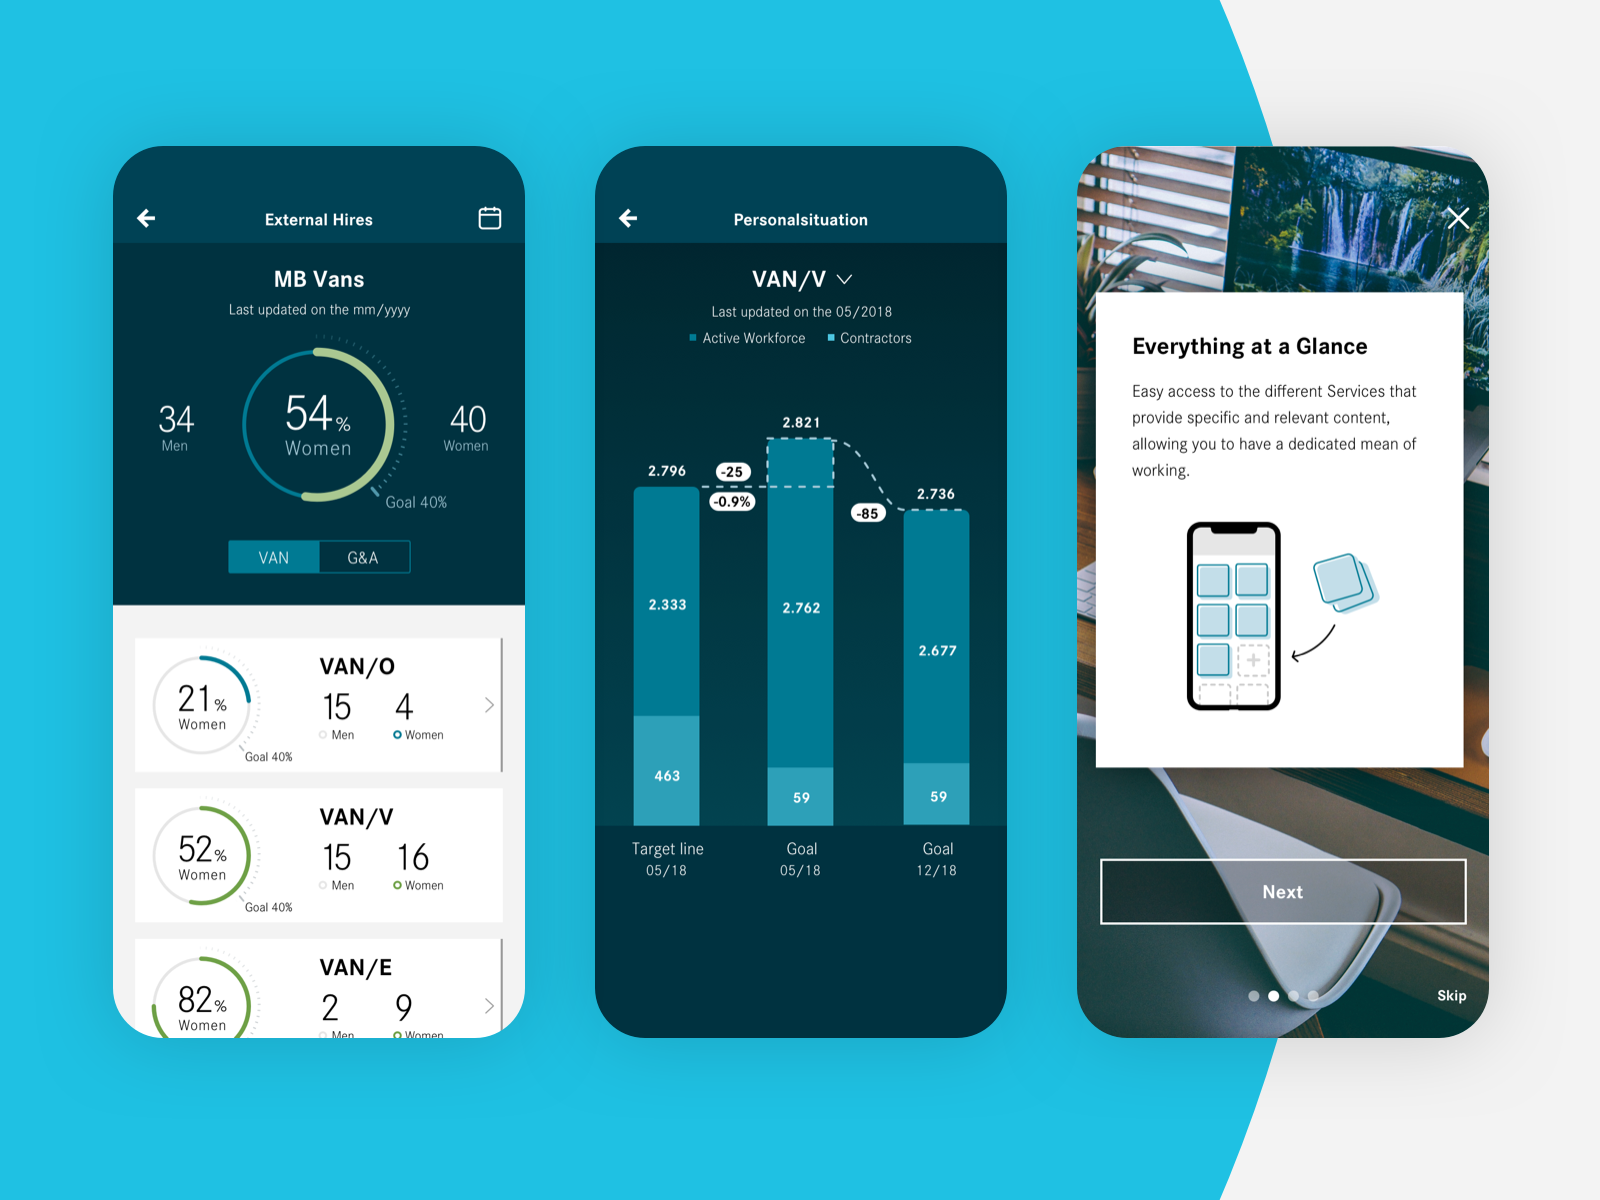 External Hires
MB Vans
Last updated on the mm/yyyy
34
Men
54%
Women
40
Women
Goal 40%
VAN
G&A
21%
Women
Goal 40%
VAN/O
15
4
Men
Women
52%
Women
Goal 40%
VAN/V
15
16
Men
Women
82%
Women
VAN/E
2
9
Men
Women
Personalsituation
VAN/V
Last updated on the 05/2018
Active Workforce
Contractors
2.821
2.796
-25
-0.9%
2.736
-85
2.333
2.762
2.677
463
59
59
Target line
05/18
Goal
05/18
Goal
12/18
Everything at a Glance
Easy access to the different Services that
provide specific and relevant content,
allowing you to have a dedicated mean of
working.
Next
Skip